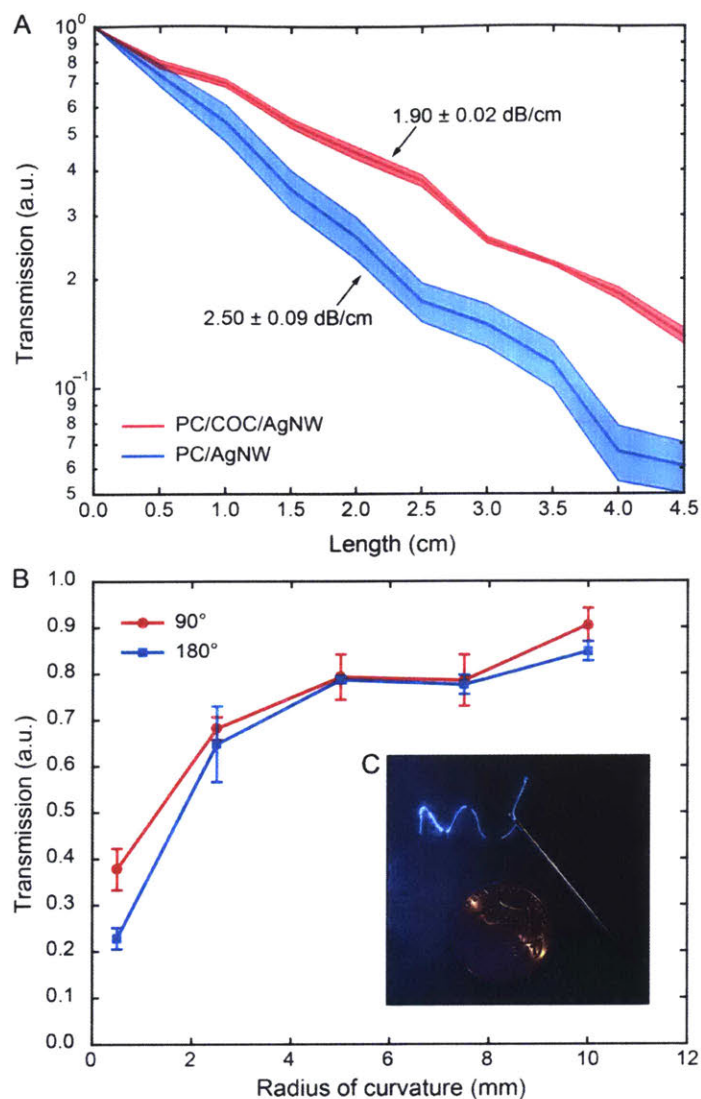 A
Transmission (a.u.)
10⁰
9
8
7
6
5
4
3
2
10⁻¹
9
8
7
6
5
1.90 ± 0.02 dB/cm
2.50 ± 0.09 dB/cm
PC/COC/AgNW
PC/AgNW
0.0 0.5 1.0 1.5 2.0 2.5 3.0 3.5 4.0 4.5
Length (cm)
B
Transmission (a.u.)
1.0
0.9
0.8
0.7
0.6
0.5
0.4
0.3
0.2
0.1
0.0
90°
180°
C
0 2 4 6 8 10 12
Radius of curvature (mm)